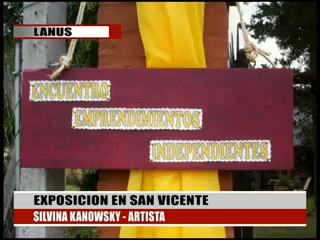 LANUS
ENCUENTRO
EMPRENDIMIENTOS
INDEPENDIENTES
EXPOSICION EN SAN VICENTE
SILVINA KANOWSKY - ARTISTA